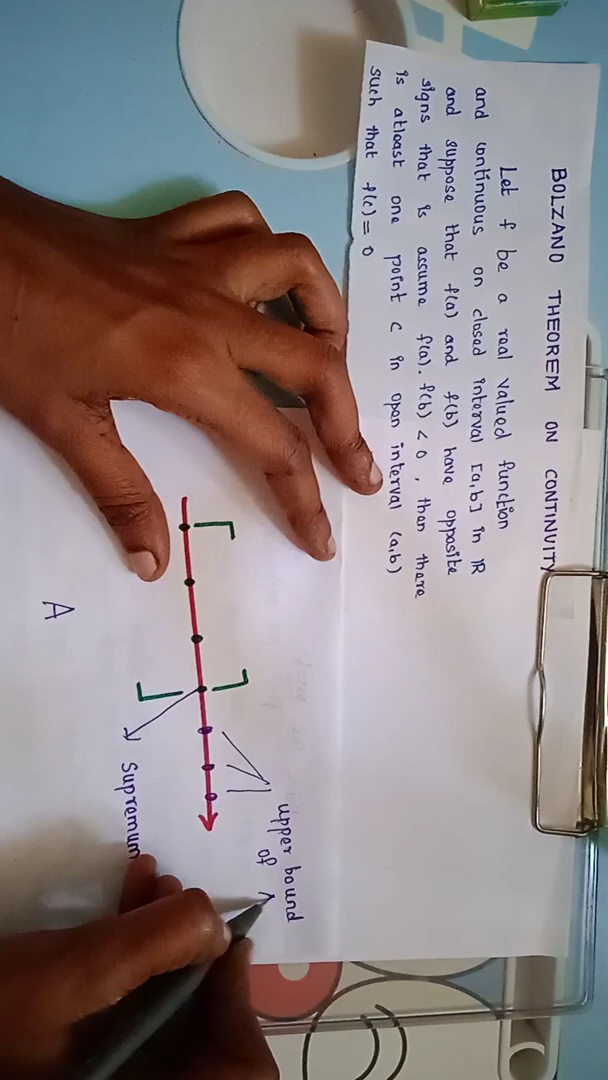 BOLZANO THEOREM ON CONTINUITY
Let f be a real valued function
and continuous on closed interval [a,b] in IR
and suppose that f(a) and f(b) have opposite
signs that is assume f(a). f(b) < 0, then there
is atleast one point c in open interval (a,b)
such that f(c) = 0
upper bound
of
Supremum
A